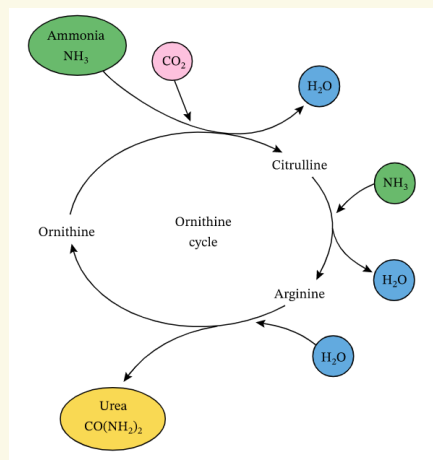 Ammonia
NH₃
CO₂
H₂O
Citrulline
NH₃
Ornithine
Ornithine
cycle
H₂O
Arginine
H₂O
Urea
CO(NH₂)₂